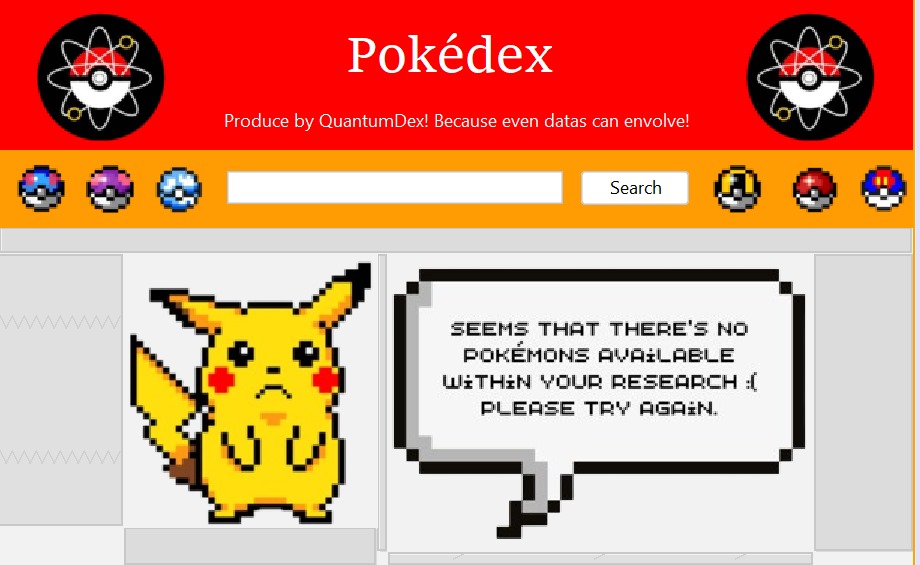 Pokédex
Produce by QuantumDex! Because even datas can envolve!
Search
SEEMS THAT THERE'S NO
POKÉMONS AVAiLABLE
WiTHiN YOUR RESEARCH :(
PLEASE TRY AGAiN.